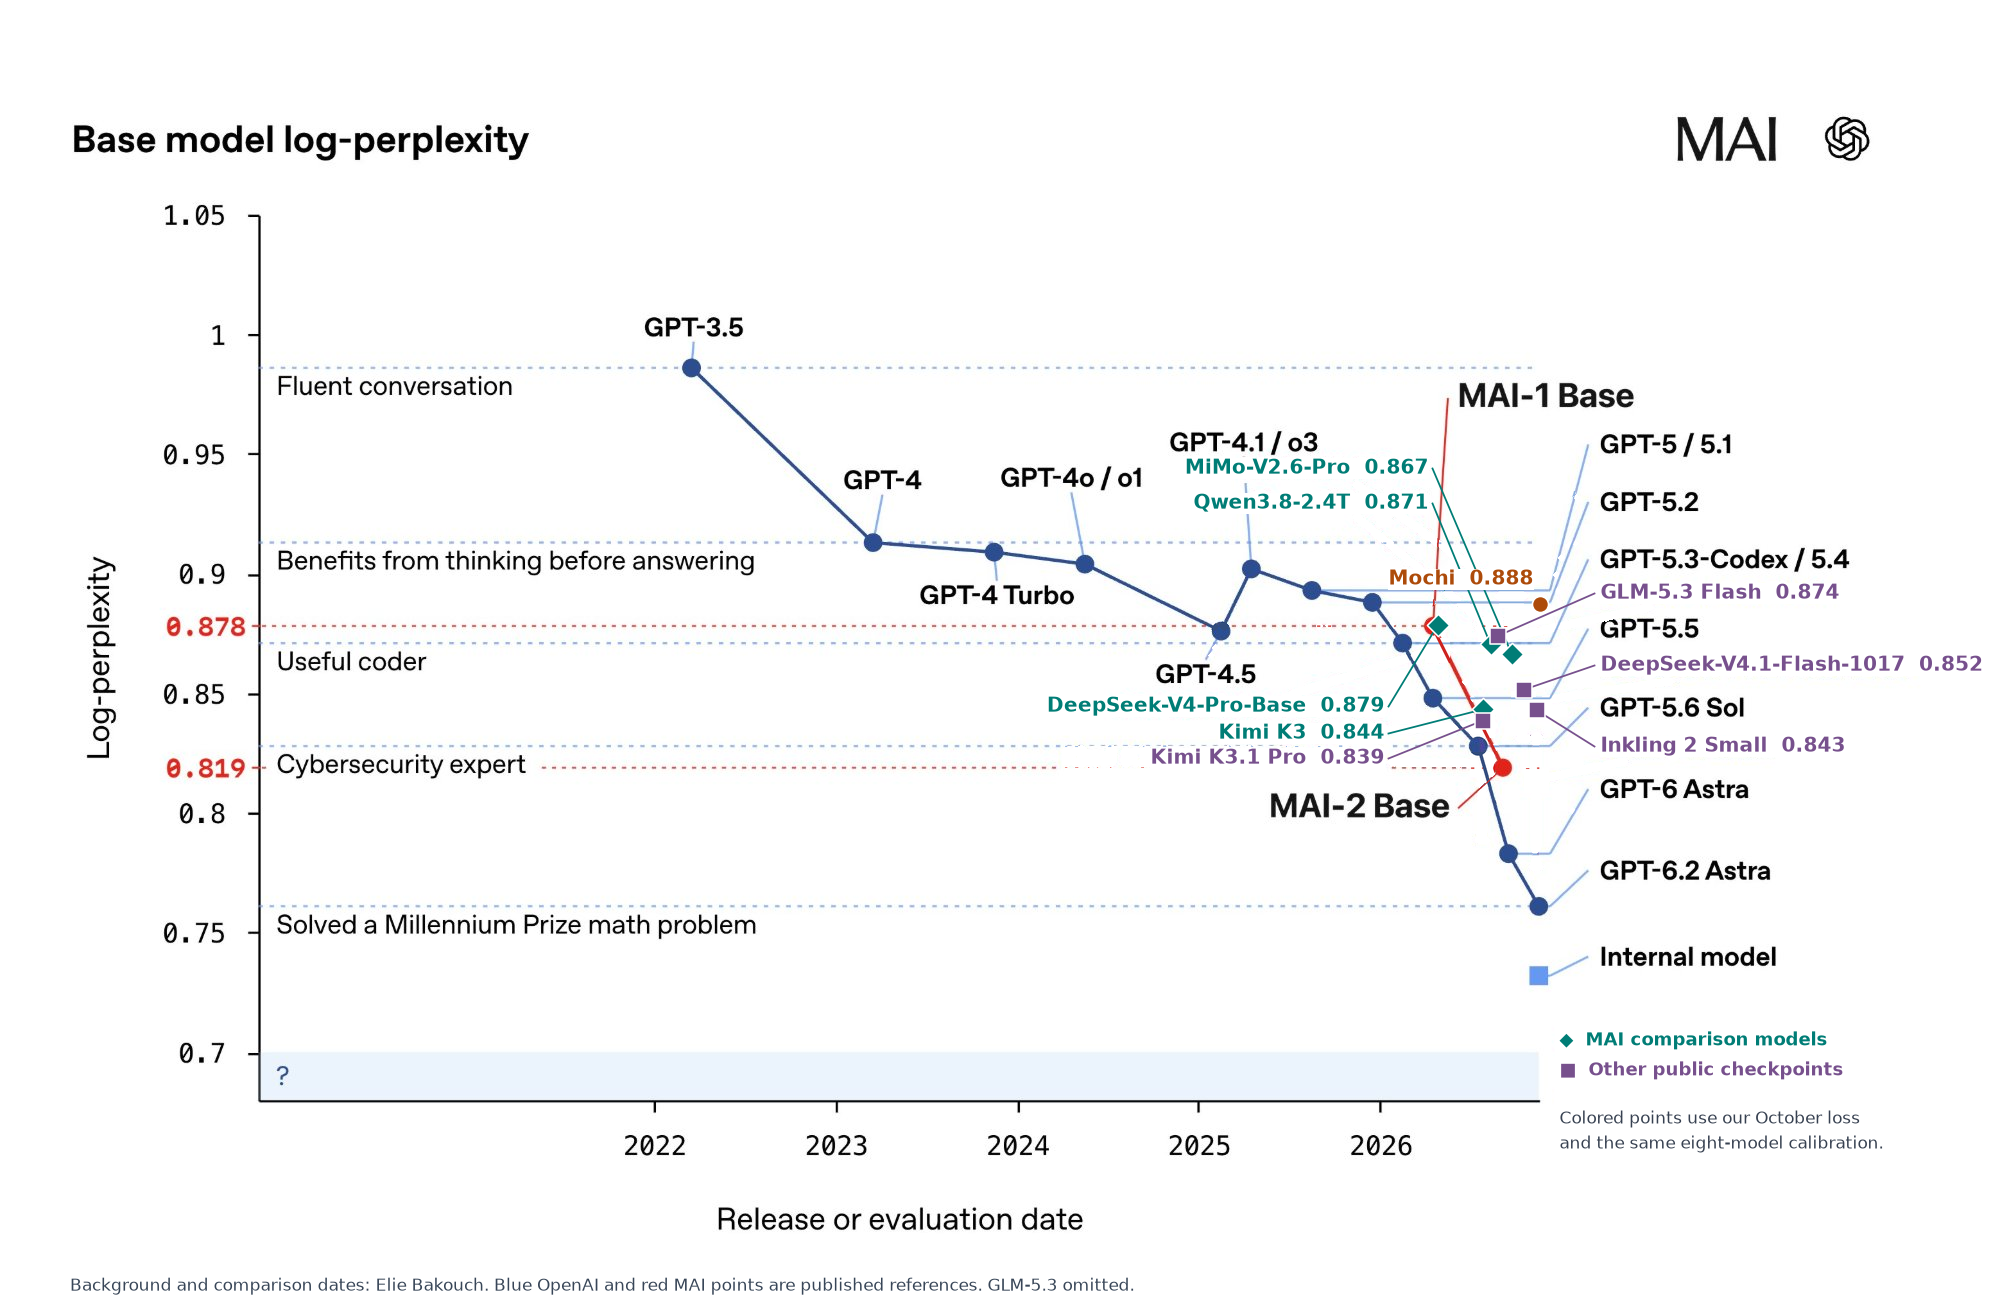 Base model log-perplexity
MAI
1.05
1
0.95
0.9
0.878
0.85
0.819
0.8
0.75
0.7
Log-perplexity
Fluent conversation
Benefits from thinking before answering
Useful coder
Cybersecurity expert
Solved a Millennium Prize math problem
?
GPT-3.5
GPT-4
GPT-4 Turbo
GPT-4o / o1
GPT-4.5
GPT-4.1 / o3
MiMo-V2.6-Pro 0.867
Qwen3.8-2.4T 0.871
MAI-1 Base
Mochi 0.888
DeepSeek-V4-Pro-Base 0.879
Kimi K3 0.844
Kimi K3.1 Pro 0.839
MAI-2 Base
GPT-5 / 5.1
GPT-5.2
GPT-5.3-Codex / 5.4
GLM-5.3 Flash 0.874
GPT-5.5
DeepSeek-V4.1-Flash-1017 0.852
GPT-5.6 Sol
Inkling 2 Small 0.843
GPT-6 Astra
GPT-6.2 Astra
Internal model
MAI comparison models
Other public checkpoints
Colored points use our October loss
and the same eight-model calibration.
2022
2023
2024
2025
2026
Release or evaluation date
Background and comparison dates: Elie Bakouch. Blue OpenAI and red MAI points are published references. GLM-5.3 omitted.